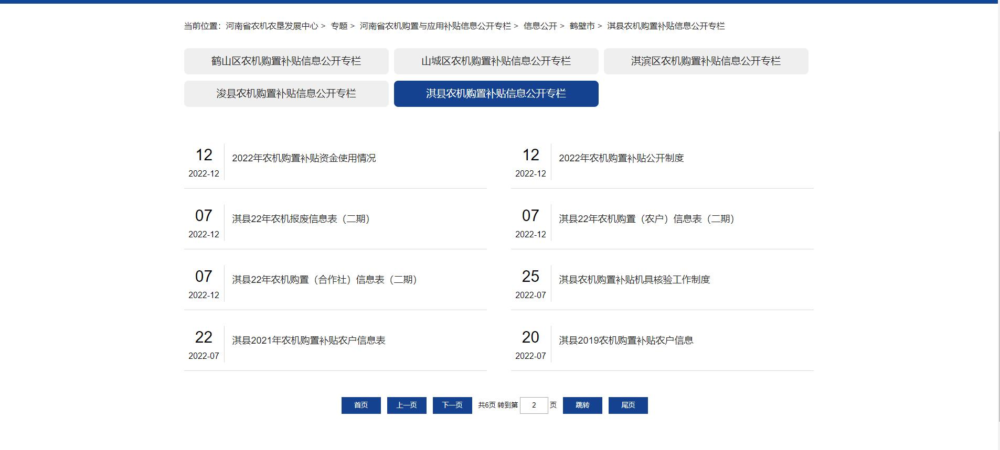 当前位置：河南省农机农垦发展中心 > 专题 > 河南省农机购置与应用补贴信息公开专栏 > 信息公开 > 鹤壁市 > 淇县农机购置补贴信息公开专栏
鹤山区农机购置补贴信息公开专栏
山城区农机购置补贴信息公开专栏
淇滨区农机购置补贴信息公开专栏
浚县农机购置补贴信息公开专栏
淇县农机购置补贴信息公开专栏
12
2022-12
2022年农机购置补贴资金使用情况
12
2022-12
2022年农机购置补贴公开制度
07
2022-12
淇县22年农机报废信息表（二期）
07
2022-12
淇县22年农机购置（农户）信息表（二期）
07
2022-12
淇县22年农机购置（合作社）信息表（二期）
25
2022-07
淇县农机购置补贴机具核验工作制度
22
2022-07
淇县2021年农机购置补贴农户信息表
20
2022-07
淇县2019农机购置补贴农户信息
首页 上一页 下一页 共6页 转到第 2 页 跳转 尾页